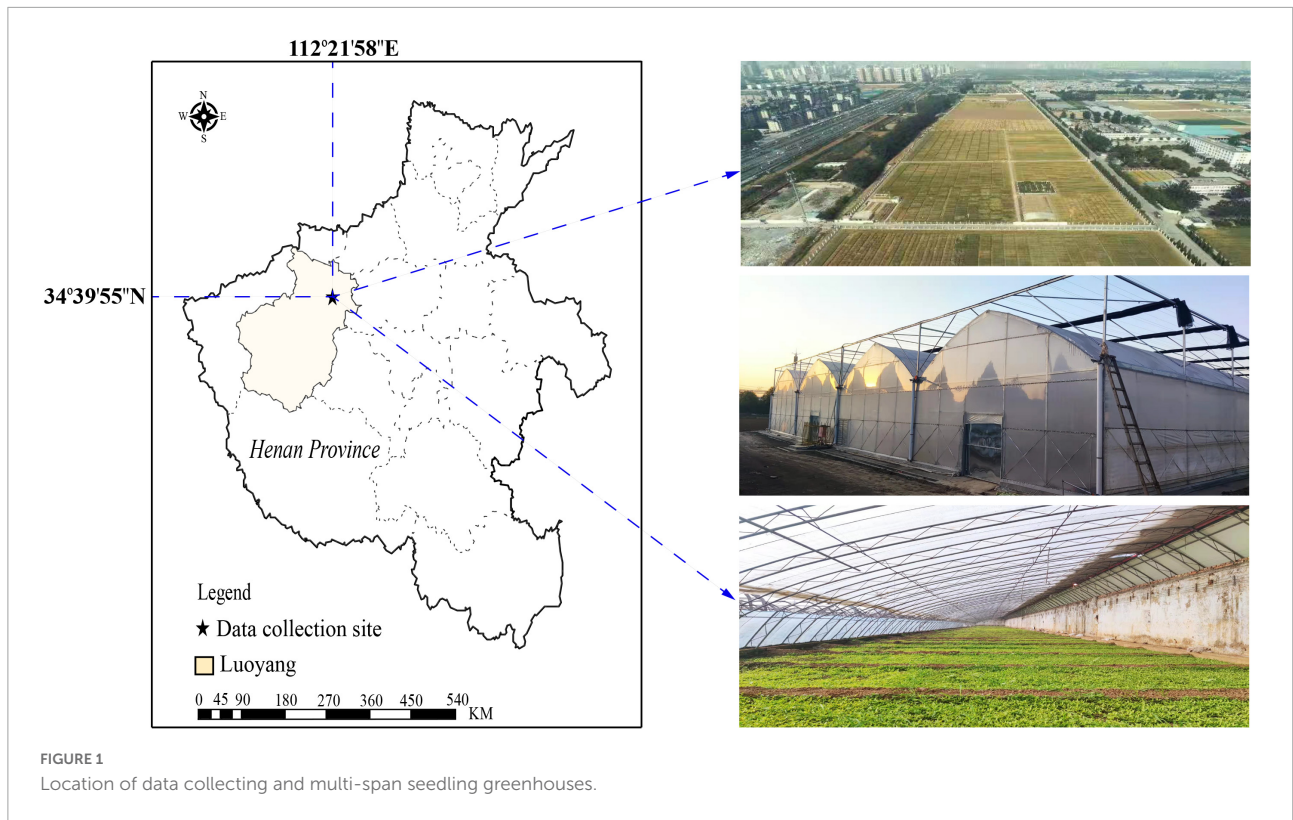 112°21'58"E
N
W E
S
34°39'55"N
Henan Province
Legend
★ Data collection site
Luoyang
0 45 90 180 270 360 450 540
KM
FIGURE 1
Location of data collecting and multi-span seedling greenhouses.